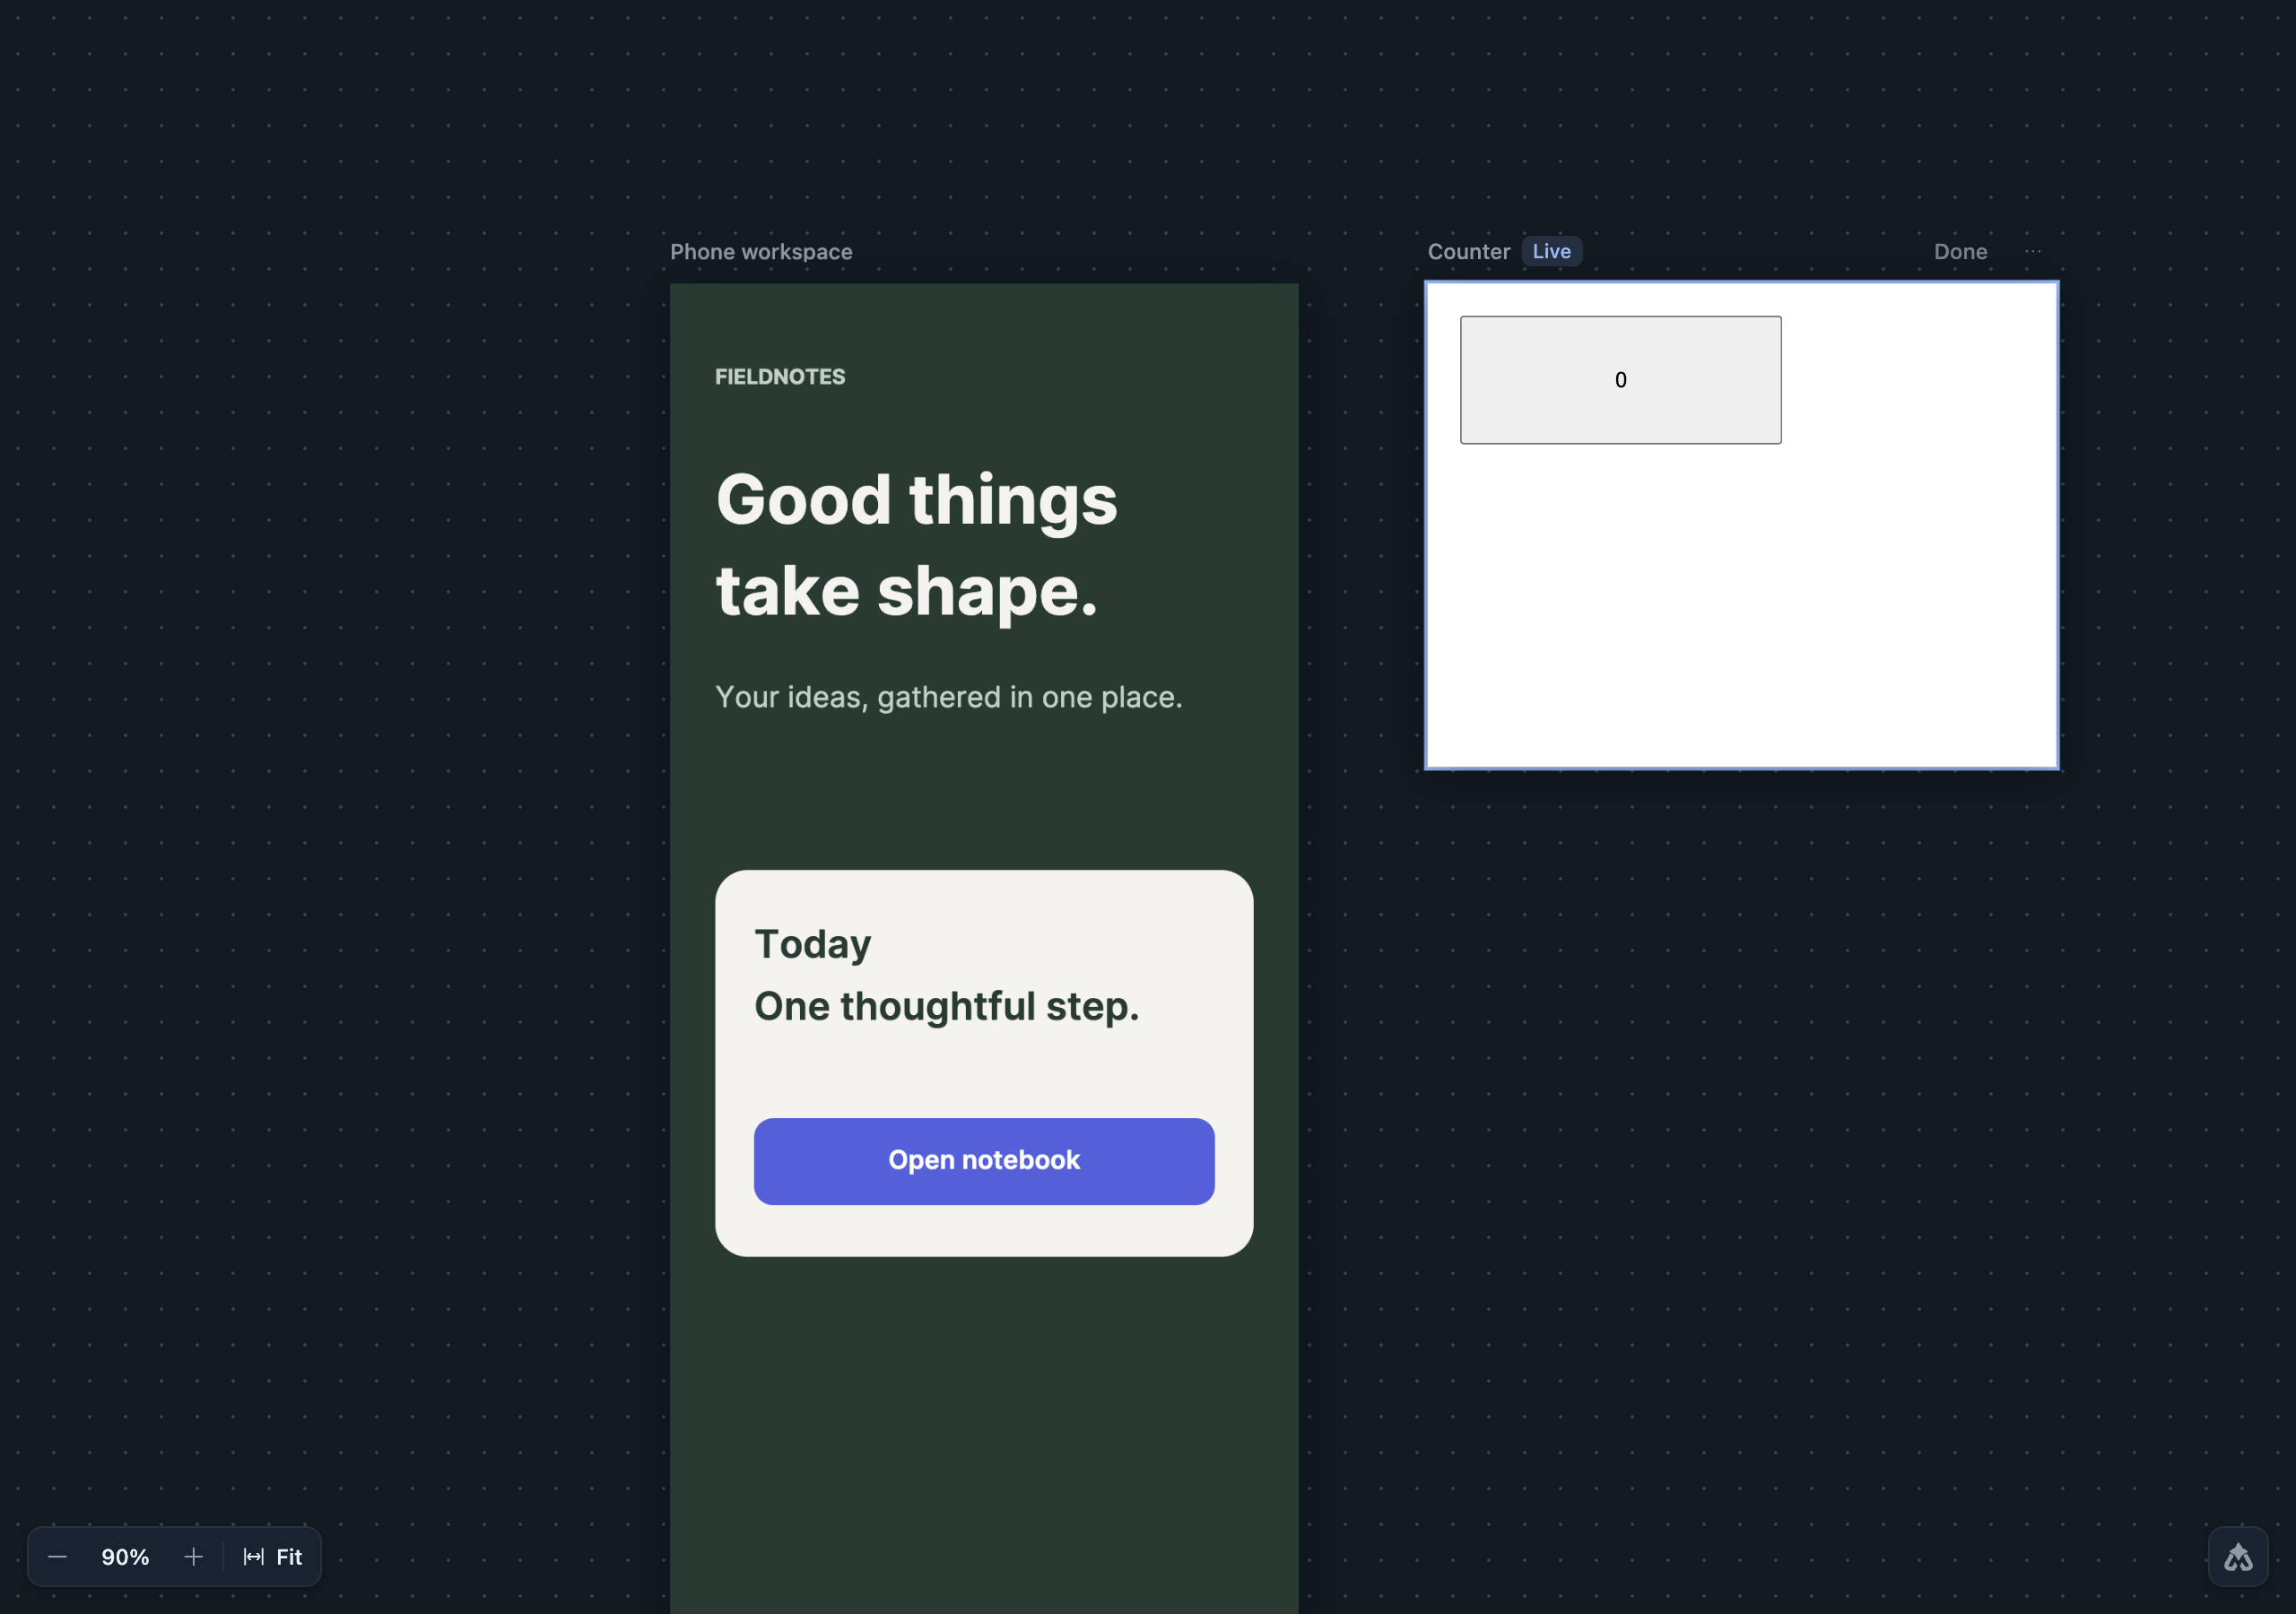 Phone workspace
FIELDNOTES
Good things
take shape.
Your ideas, gathered in one place.
Today
One thoughtful step.
Open notebook
Counter Live Done ···
0
90% Fit